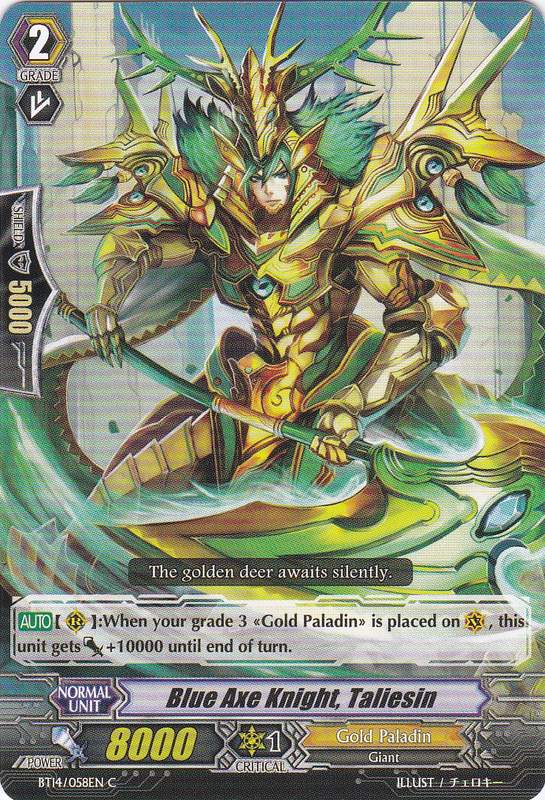 2
GRADE
SHIELD
5000
The golden deer awaits silently.
AUTO【 R 】:When your grade 3 «Gold Paladin» is placed on V, this
unit gets +10000 until end of turn.
NORMAL
UNIT
Blue Axe Knight, Taliesin
POWER
8000
1
CRITICAL
Gold Paladin
Giant
BT14/058EN C
ILLUST / チェロキー